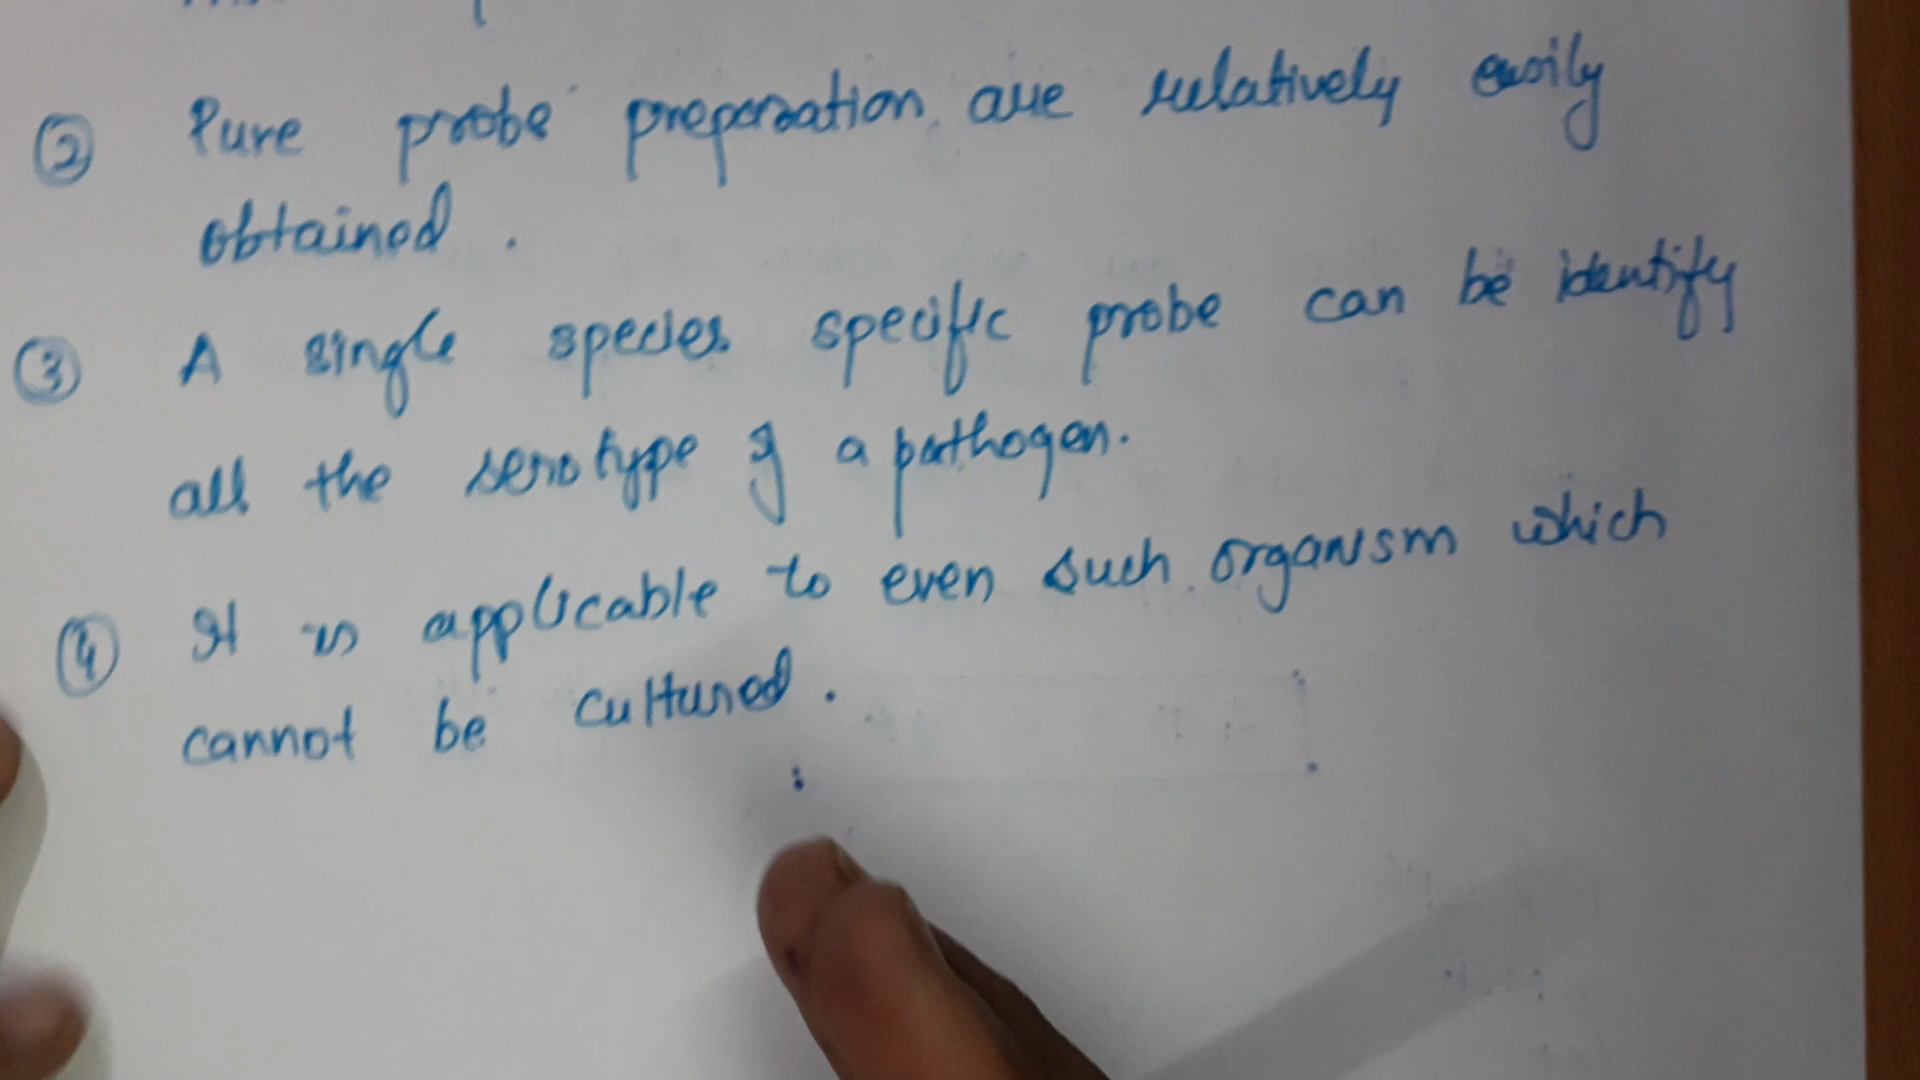 ② Pure probe preparation are relatively easily
obtained.
③ A single species specific probe can be identify
all the serotype of a pathogen.
④ It is applicable to even such organism which
cannot be cultured.